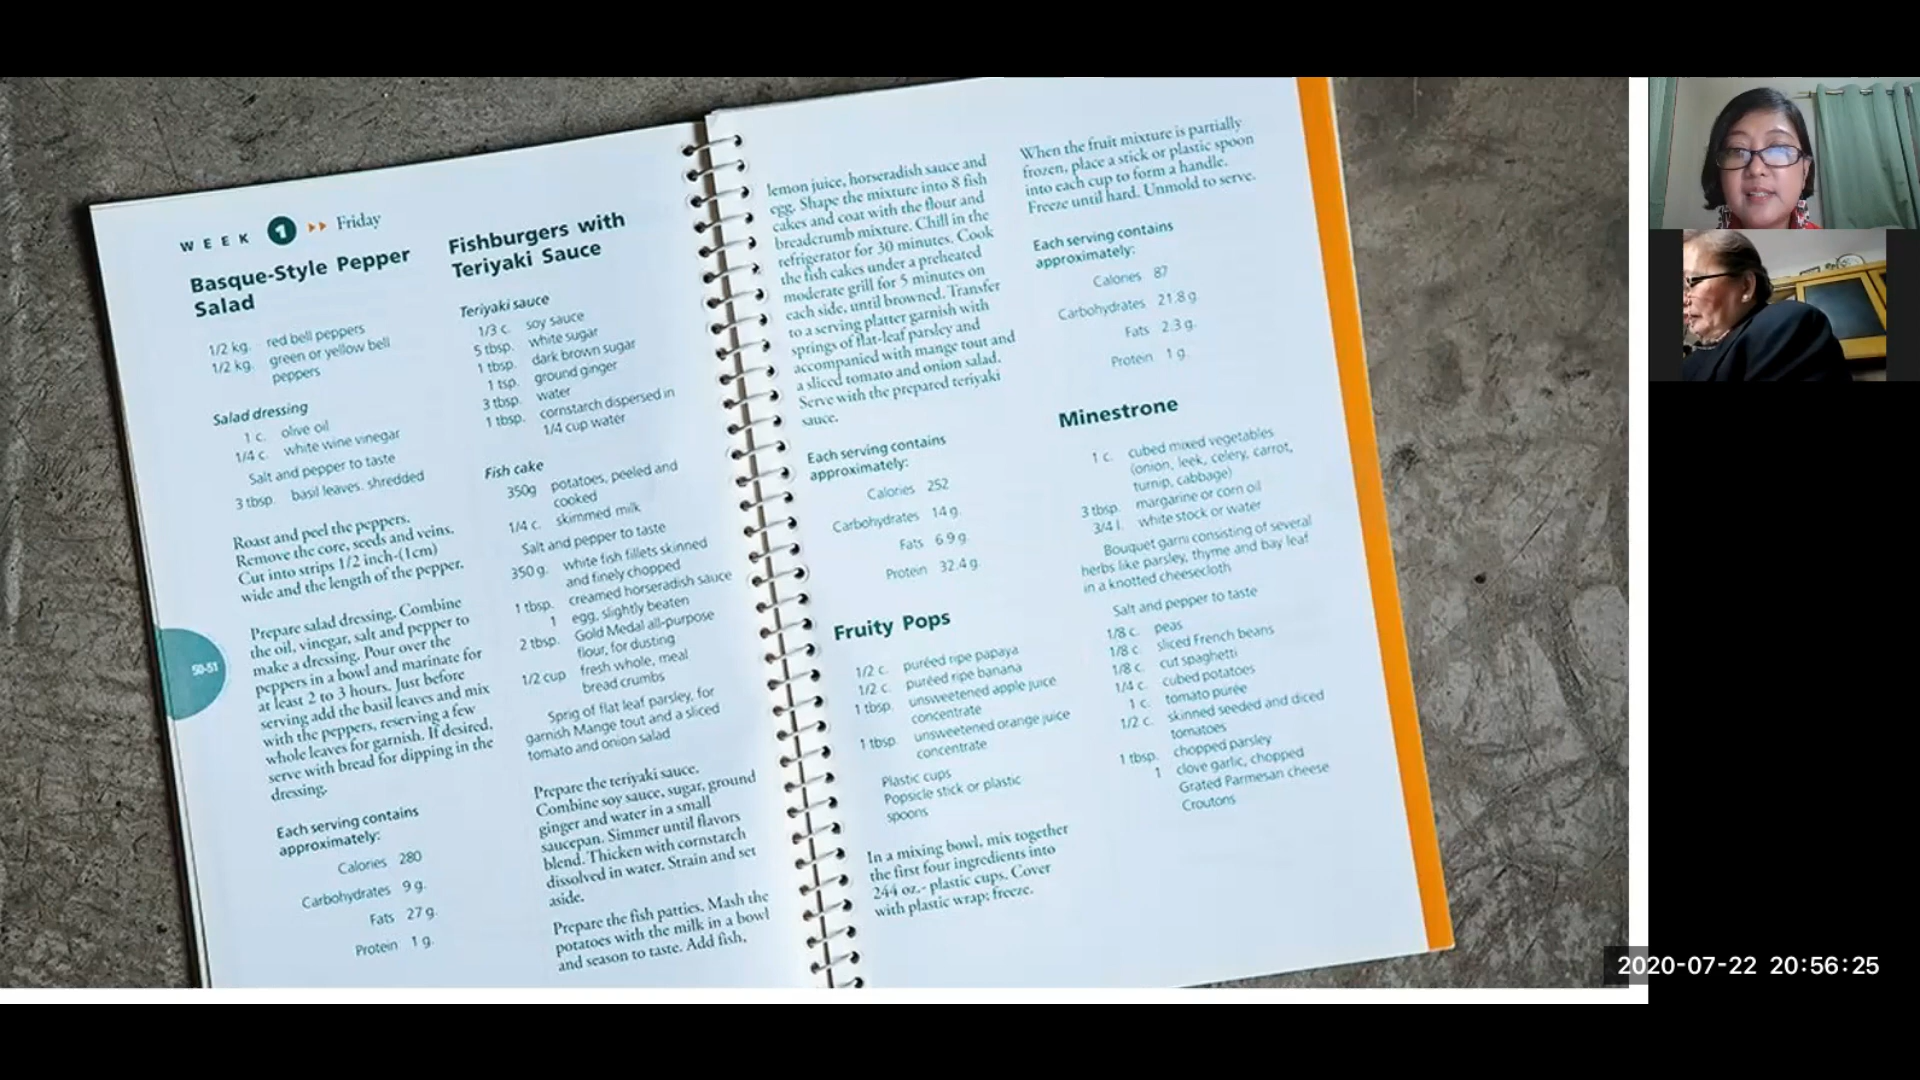 WEEK 1 Friday
Basque-Style Pepper
Salad
1/2 kg. red bell peppers
1/2 kg. green or yellow bell
peppers
Salad dressing
1 c. olive oil
1/4 c. white wine vinegar
Salt and pepper to taste
3 tbsp. basil leaves. shredded
Roast and peel the peppers.
Remove the core, seeds and veins.
Cut into strips 1/2 inch-(1cm)
wide and the length of the pepper.
Prepare salad dressing. Combine
the oil, vinegar, salt and pepper to
make a dressing. Pour over the
peppers in a bowl and marinate for
at least 2 to 3 hours. Just before
serving add the basil leaves and mix
with the peppers, reserving a few
whole leaves for garnish. If desired,
serve with bread for dipping in the
dressing.
Each serving contains
approximately:
Calories 280
Carbohydrates 9 g.
Fats 27 g.
Protein 1 g.
50-51
Fishburgers with
Teriyaki Sauce
Teriyaki sauce
1/3 c. soy sauce
5 tbsp. white sugar
1 tbsp. dark brown sugar
1 tsp. ground ginger
3 tbsp. water
1 tbsp. cornstarch dispersed in
1/4 cup water
Fish cake
350g potatoes, peeled and
cooked
1/4 c. skimmed milk
Salt and pepper to taste
350 g. white fish fillets skinned
and finely chopped
1 tbsp. creamed horseradish sauce
1 egg, slightly beaten
2 tbsp. Gold Medal all-purpose
flour, for dusting
1/2 cup fresh whole, meal
bread crumbs
Sprig of flat leaf parsley, for
garnish Mange tout and a sliced
tomato and onion salad
Prepare the teriyaki sauce.
Combine soy sauce, sugar, ground
ginger and water in a small
saucepan. Simmer until flavors
blend. Thicken with cornstarch
dissolved in water. Strain and set
aside.
Prepare the fish patties. Mash the
potatoes with the milk in a bowl
and season to taste. Add fish,
lemon juice, horseradish sauce and
egg. Shape the mixture into 8 fish
cakes and coat with the flour and
breadcrumb mixture. Chill in the
refrigerator for 30 minutes. Cook
the fish cakes under a preheated
moderate grill for 5 minutes on
each side, until browned. Transfer
to a serving platter garnish with
springs of flat-leaf parsley and
accompanied with mange tout and
a sliced tomato and onion salad.
Serve with the prepared teriyaki
sauce.
Each serving contains
approximately:
Calories 252
Carbohydrates 14 g.
Fats 6.9 g.
Protein 32.4 g.
Fruity Pops
1/2 c. puréed ripe papaya
1/2 c. puréed ripe banana
1 tbsp. unsweetened apple juice
concentrate
1 tbsp. unsweetened orange juice
concentrate
Plastic cups
Popsicle stick or plastic
spoons
In a mixing bowl, mix together
the first four ingredients into
244 oz.- plastic cups. Cover
with plastic wrap; freeze.
When the fruit mixture is partially
frozen, place a stick or plastic spoon
into each cup to form a handle.
Freeze until hard. Unmold to serve.
Each serving contains
approximately:
Calories 87
Carbohydrates 21.8 g.
Fats 2.3 g.
Protein 1 g.
Minestrone
1 c. cubed mixed vegetables
(onion, leek, celery, carrot,
turnip, cabbage)
3 tbsp. margarine or corn oil
3/4 l. white stock or water
Bouquet garni consisting of several
herbs like parsley, thyme and bay leaf
in a knotted cheesecloth
Salt and pepper to taste
1/8 c. peas
1/8 c. sliced French beans
1/8 c. cut spaghetti
1/4 c. cubed potatoes
1 c. tomato purée
1/2 c. skinned seeded and diced
tomatoes
1 tbsp. chopped parsley
1 clove garlic, chopped
Grated Parmesan cheese
Croutons
2020-07-22 20:56:25